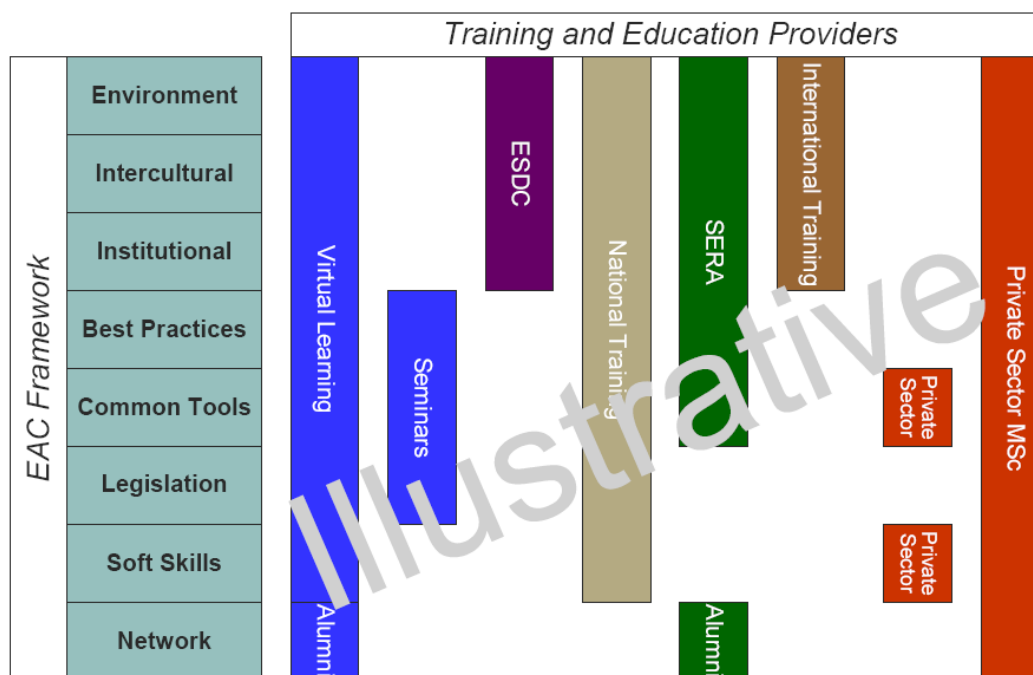 Training and Education Providers
EAC Framework
Environment
Intercultural
Institutional
Best Practices
Common Tools
Legislation
Soft Skills
Network
Virtual Learning
Alumni
Seminars
ESDC
National Training
SERA
Alumni
International Training
Private
Sector
Private
Sector
Private Sector MSc
Illustrative